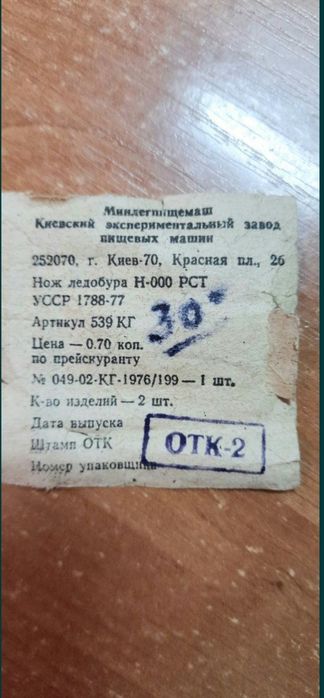 Минлегпищемаш
Киевский экспериментальный завод
пищевых машин
252070, г. Киев-70, Красная пл., 2б
Нож ледобура Н-000 РСТ
УССР 1788-77
Артикул 539 КГ
30
Цена — 0.70 коп.
по прейскуранту
№ 049-02-КГ-1976/199 — 1 шт.
К-во изделий — 2 шт.
Дата выпуска
Штамп ОТК
ОТК-2
Номер упаковщика